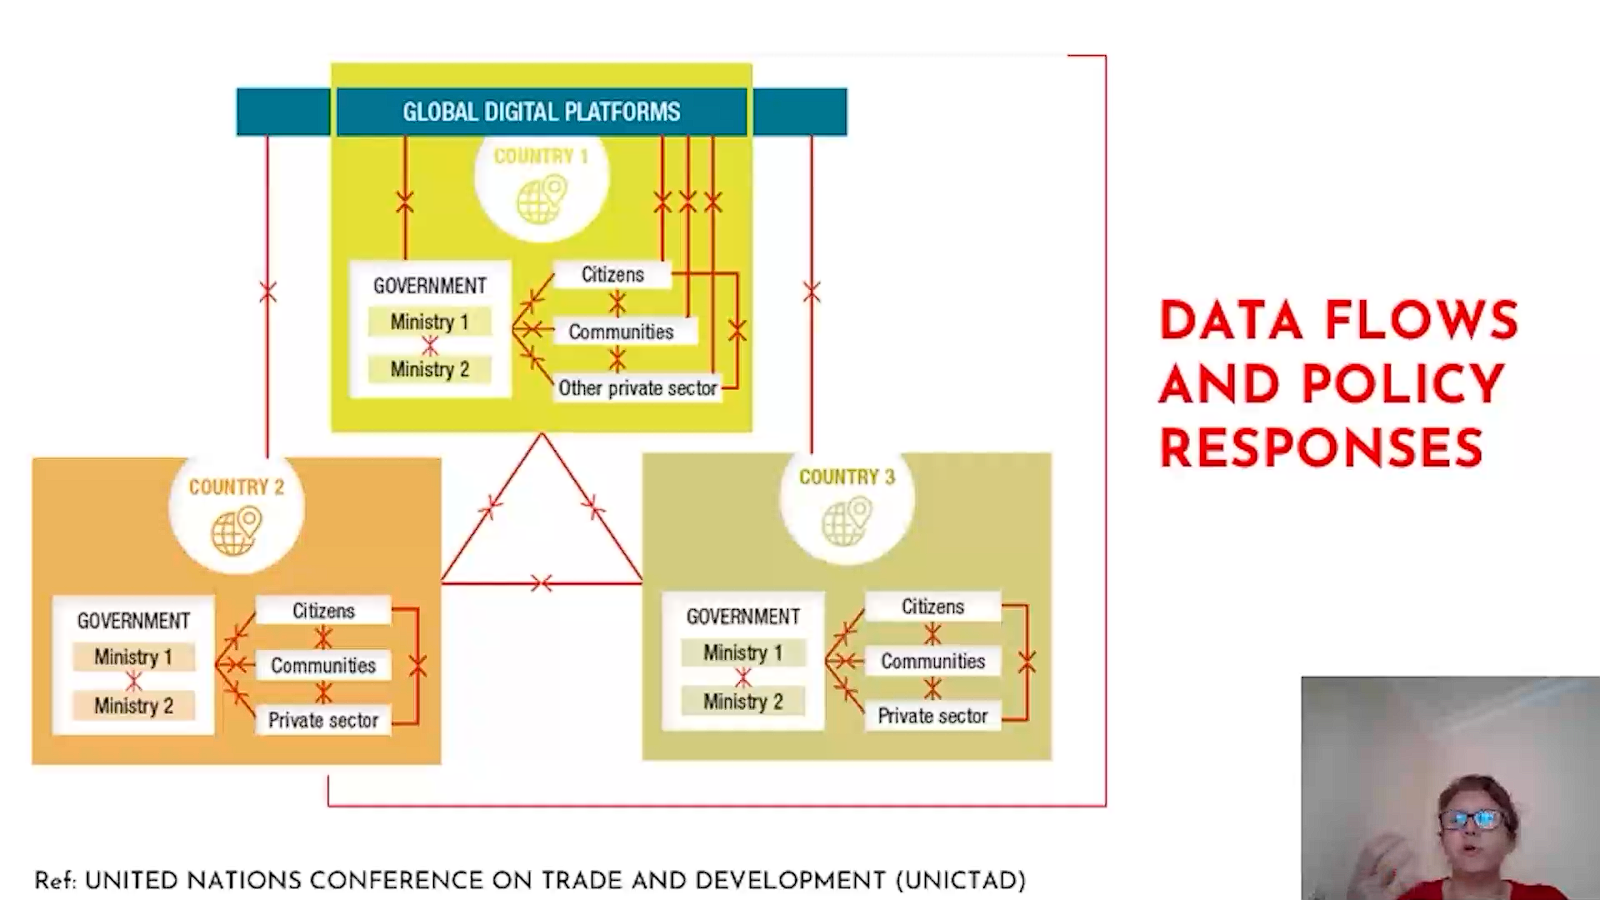 GLOBAL DIGITAL PLATFORMS
COUNTRY 1
GOVERNMENT
Ministry 1
Ministry 2
Citizens
Communities
Other private sector
COUNTRY 2
GOVERNMENT
Ministry 1
Ministry 2
Citizens
Communities
Private sector
COUNTRY 3
GOVERNMENT
Ministry 1
Ministry 2
Citizens
Communities
Private sector
DATA FLOWS
AND POLICY
RESPONSES
Ref: UNITED NATIONS CONFERENCE ON TRADE AND DEVELOPMENT (UNICTAD)